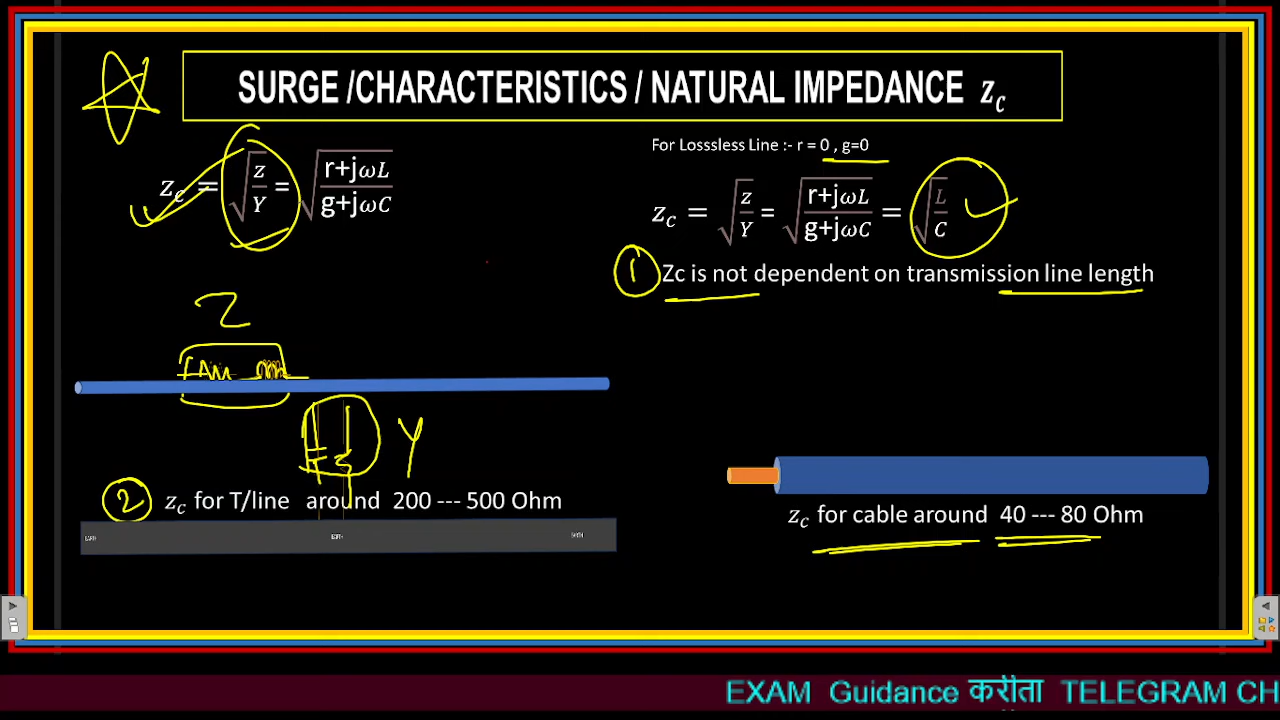 SURGE /CHARACTERISTICS / NATURAL IMPEDANCE Z_C
z_c = √(z/Y) = √((r+jωL)/(g+jωC))
For Losssless Line :- r = 0 , g=0
z_c = √(z/Y) = √((r+jωL)/(g+jωC)) = √(L/C)
1 Zc is not dependent on transmission line length
Z
Y
2 z_c for T/line around 200 --- 500 Ohm
EARTH
z_c for cable around 40 --- 80 Ohm
EXAM Guidance करीता TELEGRAM CH